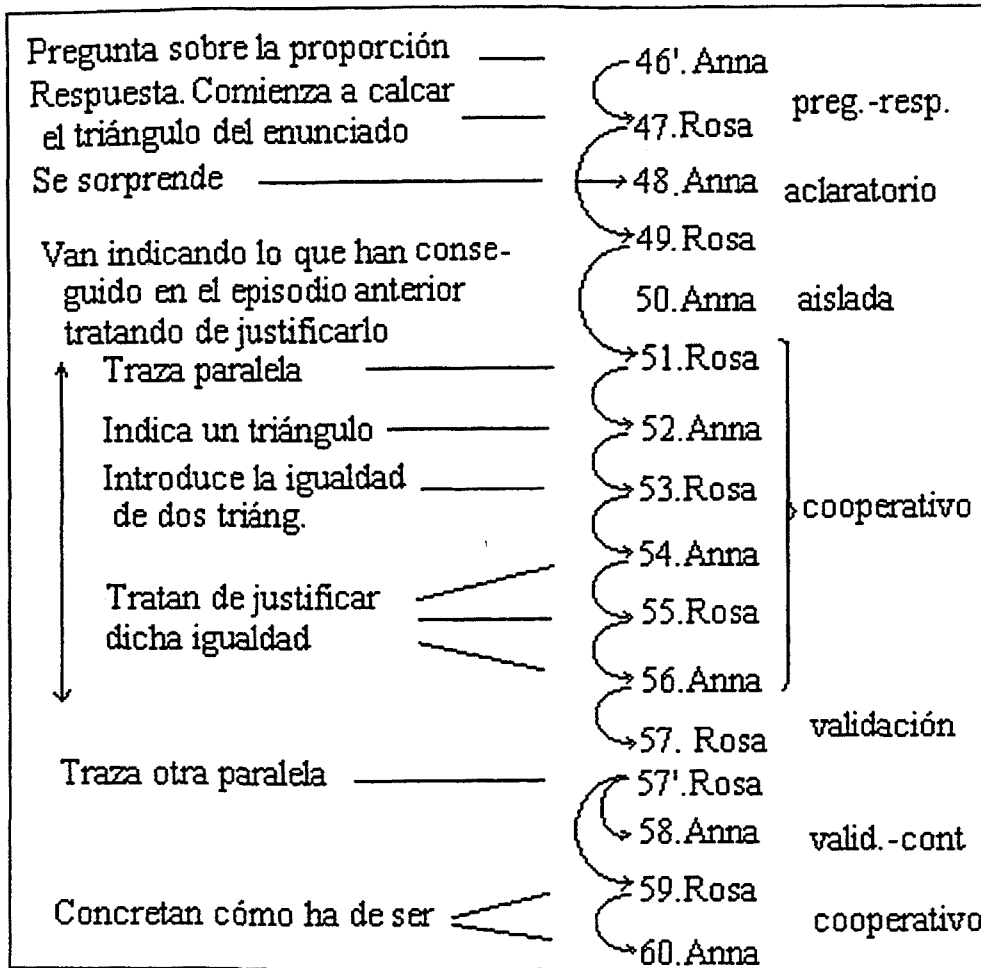 Pregunta sobre la proporción
46'.Anna
Respuesta. Comienza a calcar
el triángulo del enunciado
47.Rosa
preg.-resp.
Se sorprende
48.Anna
aclaratorio
49.Rosa
Van indicando lo que han conse-
guido en el episodio anterior
tratando de justificarlo
50.Anna
aislada
Traza paralela
51.Rosa
Indica un triángulo
52.Anna
Introduce la igualdad
de dos triáng.
53.Rosa
cooperativo
54.Anna
Tratan de justificar
dicha igualdad
55.Rosa
56.Anna
57. Rosa
validación
Traza otra paralela
57'.Rosa
58.Anna
valid.-cont
59.Rosa
Concretan cómo ha de ser
cooperativo
60.Anna